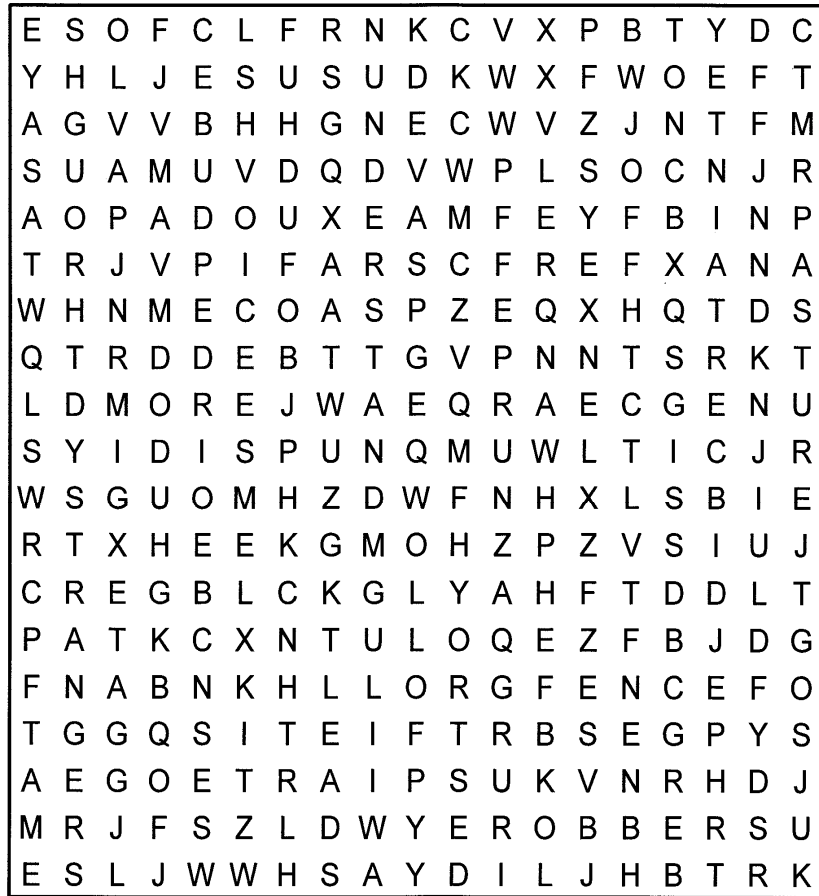 E S O F C L F R N K C V X P B T Y D C
Y H L J E S U S U D K W X F W O E F T
A G V V B H H G N E C W V Z J N T F M
S U A M U V D Q D V W P L S O C N J R
A O P A D O U X E A M F E Y F B I N P
T R J V P I F A R S C F R E F X A N A
W H N M E C O A S P Z E Q X H Q T D S
Q T R D D E B T T G V P N N T S R K T
L D M O R E J W A E Q R A E C G E N U
S Y I D I S P U N Q M U W L T I C J R
W S G U O M H Z D W F N H X L S B I E
R T X H E E K G M O H Z P Z V S I U J
C R E G B L C K G L Y A H F T D D L T
P A T K C X N T U L O Q E Z F B J D G
F N A B N K H L L O R G F E N C E F O
T G G Q S I T E I F T R B S E G P Y S
A E G O E T R A I P S U K V N R H D J
M R J F S Z L D W Y E R O B B E R S U
E S L J W W H S A Y D I L J H B T R K